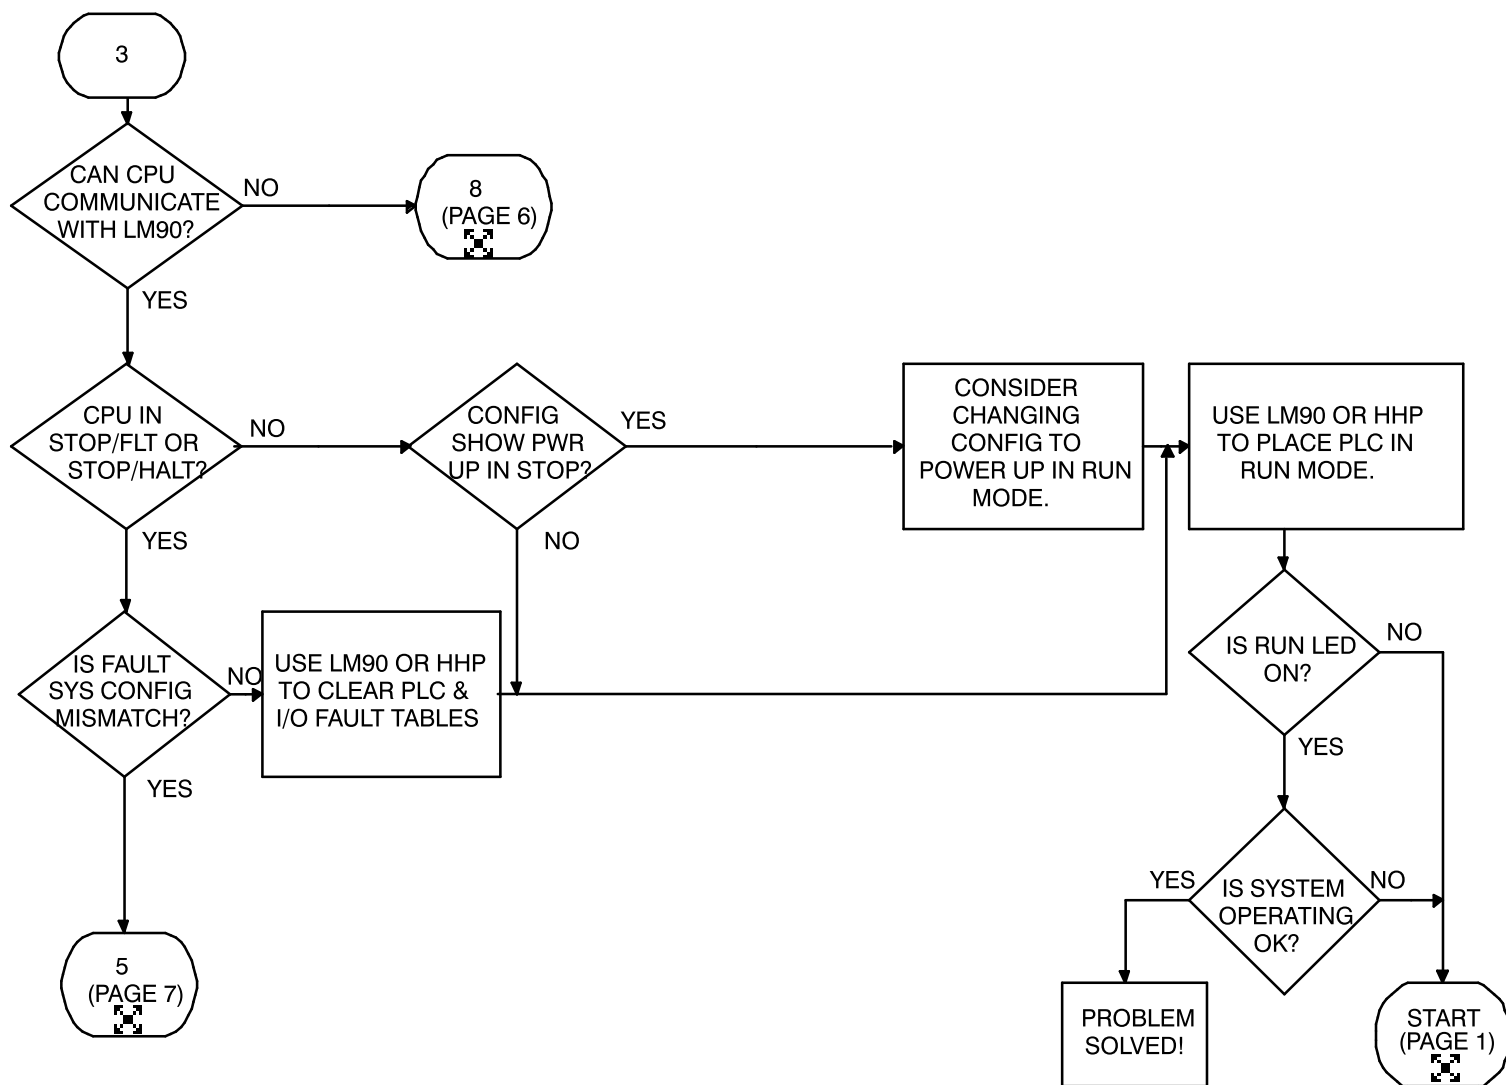 3
CAN CPU
COMMUNICATE
WITH LM90?
NO
8
(PAGE 6)
YES
CPU IN
STOP/FLT OR
STOP/HALT?
NO
CONFIG
SHOW PWR
UP IN STOP?
YES
CONSIDER
CHANGING
CONFIG TO
POWER UP IN RUN
MODE.
USE LM90 OR HHP
TO PLACE PLC IN
RUN MODE.
YES
NO
IS FAULT
SYS CONFIG
MISMATCH?
NO
USE LM90 OR HHP
TO CLEAR PLC &
I/O FAULT TABLES
IS RUN LED
ON?
NO
YES
YES
IS SYSTEM
OPERATING
OK?
YES
NO
5
(PAGE 7)
PROBLEM
SOLVED!
START
(PAGE 1)